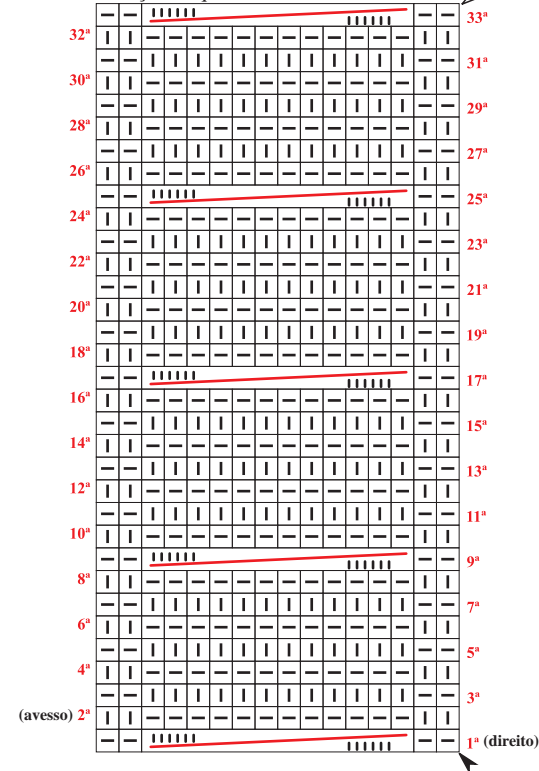 33ª
32ª
31ª
30ª
29ª
28ª
27ª
26ª
25ª
24ª
23ª
22ª
21ª
20ª
19ª
18ª
17ª
16ª
15ª
14ª
13ª
12ª
11ª
10ª
9ª
8ª
7ª
6ª
5ª
4ª
3ª
(avesso) 2ª
1ª (direito)